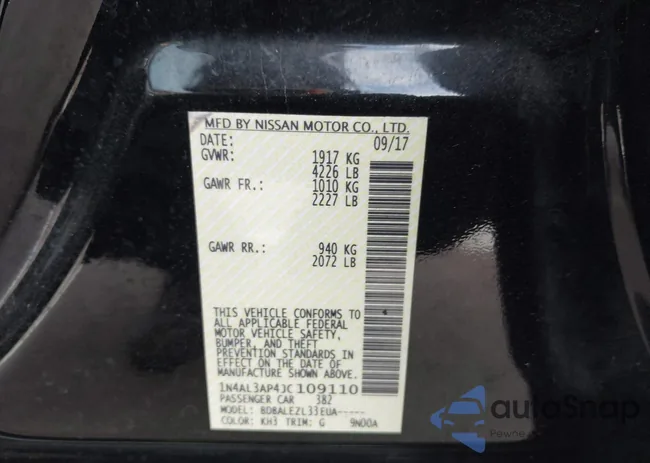 MFD BY NISSAN MOTOR CO., LTD.
DATE: 09/17
GVWR: 1917 KG
4226 LB
GAWR FR.: 1010 KG
2227 LB
GAWR RR.: 940 KG
2072 LB
THIS VEHICLE CONFORMS TO
ALL APPLICABLE FEDERAL
MOTOR VEHICLE SAFETY,
BUMPER, AND THEFT
PREVENTION STANDARDS IN
EFFECT ON THE DATE OF
MANUFACTURE SHOWN ABOVE.
1N4AL3AP4JC109110
PASSENGER CAR 382
MODEL: BDBALEZL33EUA-----
COLOR: KH3 TRIM: G 9N00A
autoSnap
Pewne